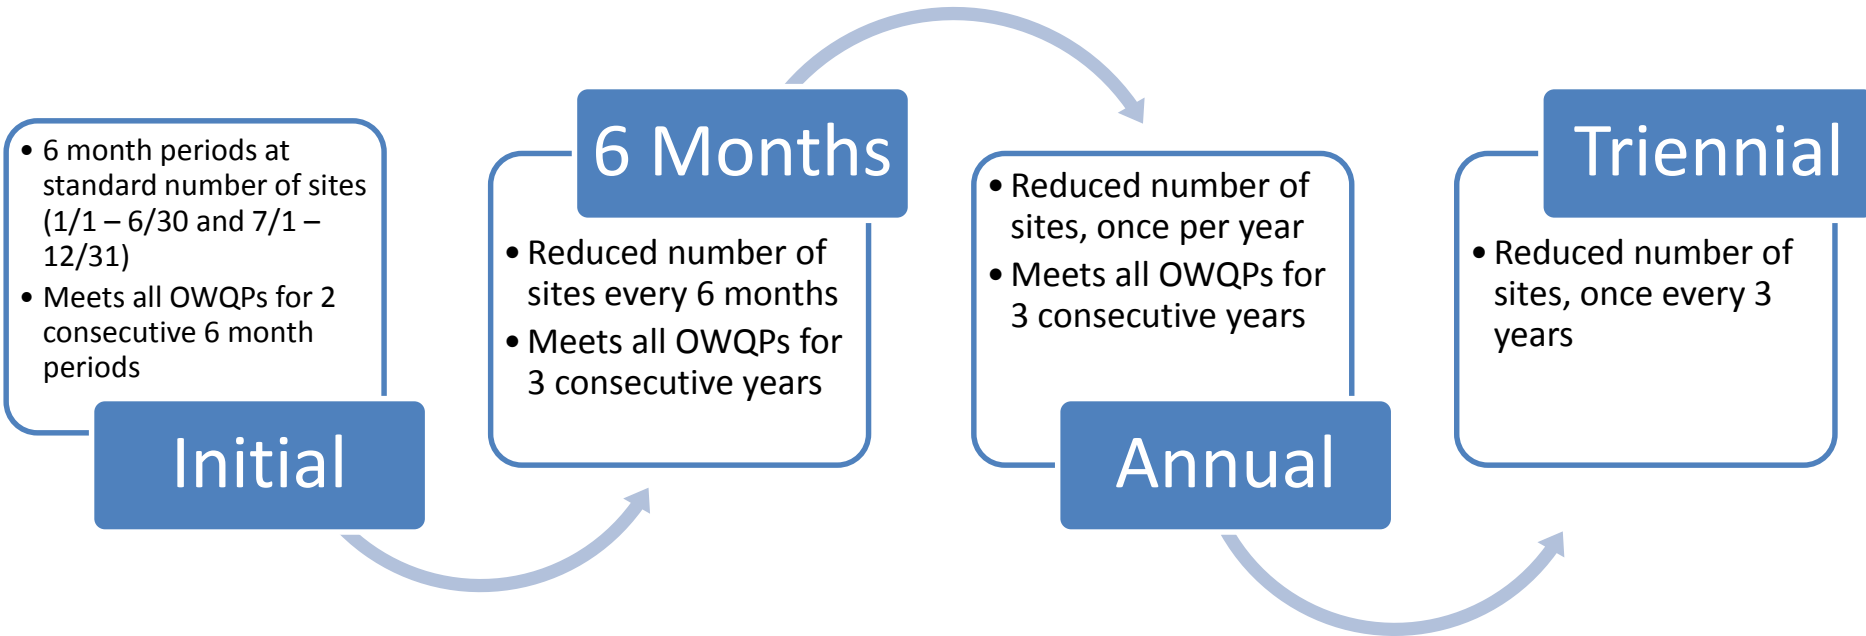 • 6 month periods at
standard number of sites
(1/1 – 6/30 and 7/1 –
12/31)
• Meets all OWQPs for 2
consecutive 6 month
periods
Initial
6 Months
• Reduced number of
sites every 6 months
• Meets all OWQPs for
3 consecutive years
• Reduced number of
sites, once per year
• Meets all OWQPs for
3 consecutive years
Annual
Triennial
• Reduced number of
sites, once every 3
years